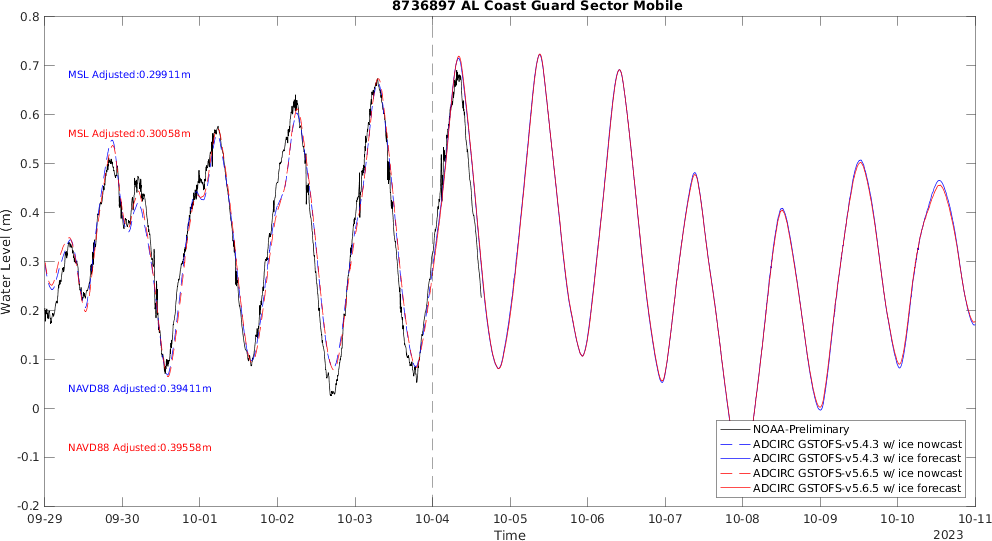 8736897 AL Coast Guard Sector Mobile
0.8
0.7
0.6
0.5
0.4
0.3
0.2
0.1
0
-0.1
-0.2
Water Level (m)
MSL Adjusted:0.29911m
MSL Adjusted:0.30058m
NAVD88 Adjusted:0.39411m
NAVD88 Adjusted:0.39558m
NOAA-Preliminary
ADCIRC GSTOFS-v5.4.3 w/ ice nowcast
ADCIRC GSTOFS-v5.4.3 w/ ice forecast
ADCIRC GSTOFS-v5.6.5 w/ ice nowcast
ADCIRC GSTOFS-v5.6.5 w/ ice forecast
09-29 09-30 10-01 10-02 10-03 10-04 10-05 10-06 10-07 10-08 10-09 10-10 10-11
Time
2023